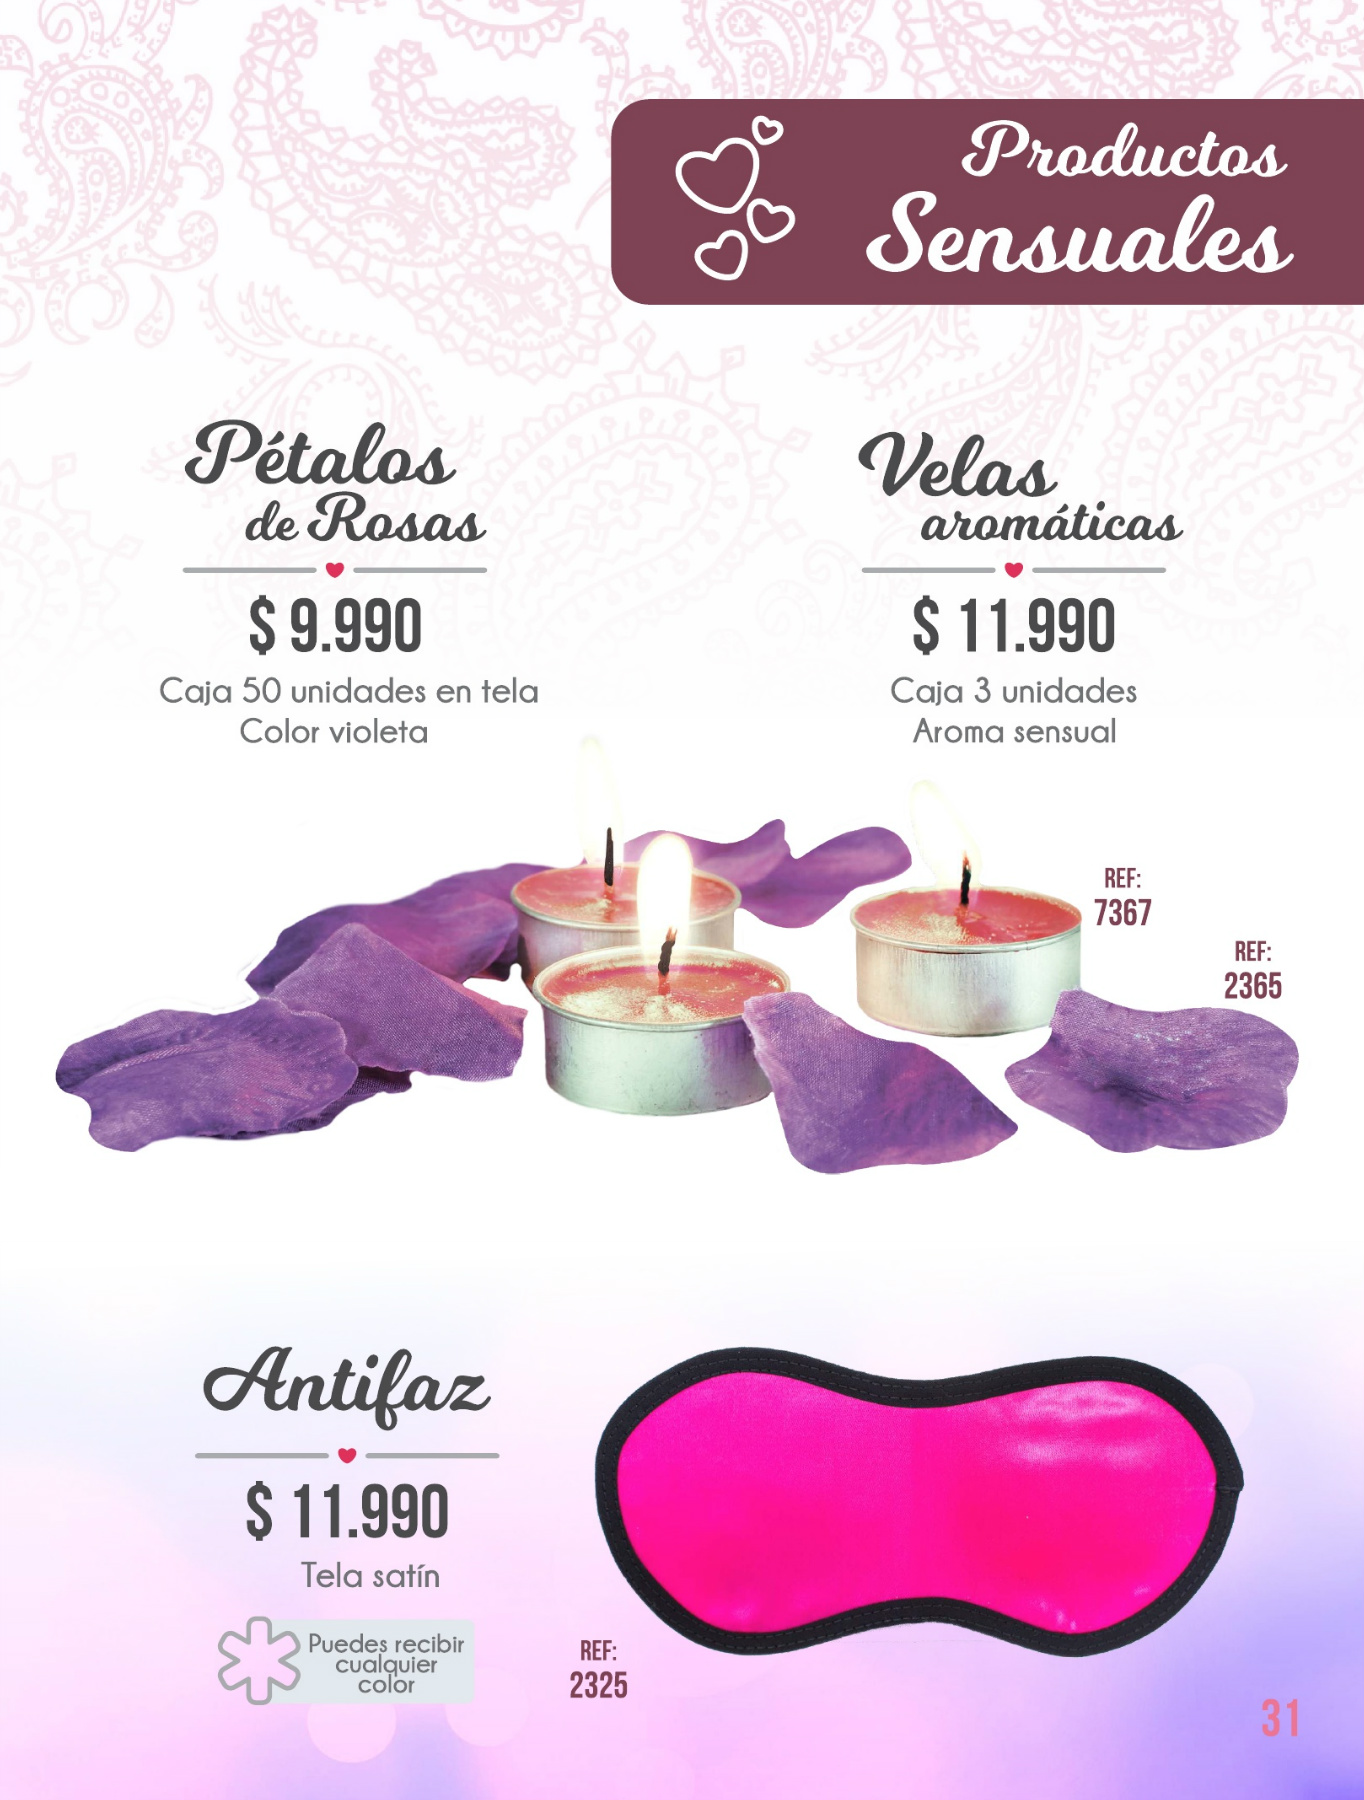 Productos
Sensuales
Pétalos
de Rosas
$ 9.990
Caja 50 unidades en tela
Color violeta
Velas
aromáticas
$ 11.990
Caja 3 unidades
Aroma sensual
REF:
7367
REF:
2365
Antifaz
$ 11.990
Tela satín
Puedes recibir
cualquier
color
REF:
2325
31